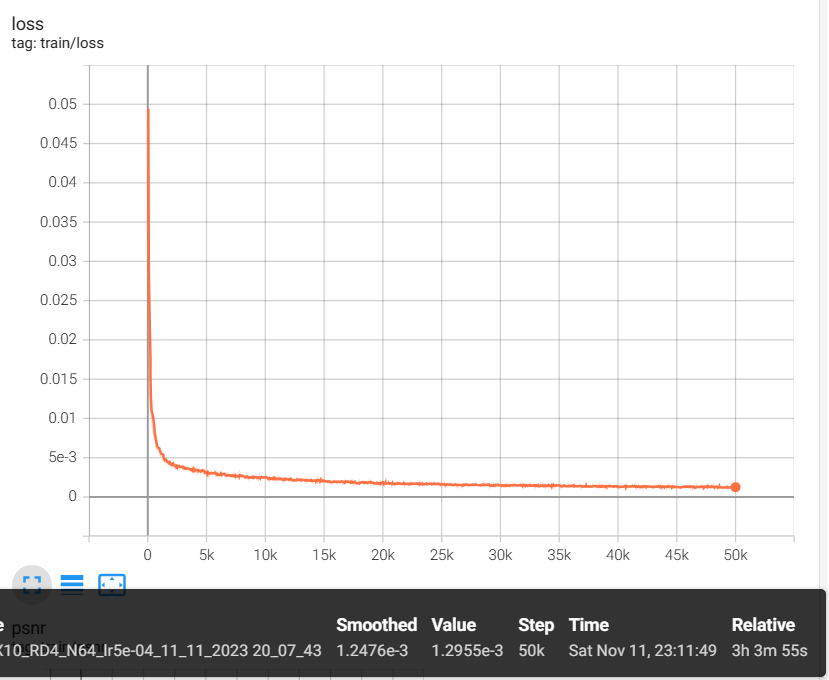 loss
tag: train/loss
0.05
0.045
0.04
0.035
0.03
0.025
0.02
0.015
0.01
5e-3
0
0 5k 10k 15k 20k 25k 30k 35k 40k 45k 50k
psnr
Smoothed Value Step Time Relative
X10_RD4_N64_lr5e-04_11_11_2023 20_07_43 1.2476e-3 1.2955e-3 50k Sat Nov 11, 23:11:49 3h 3m 55s